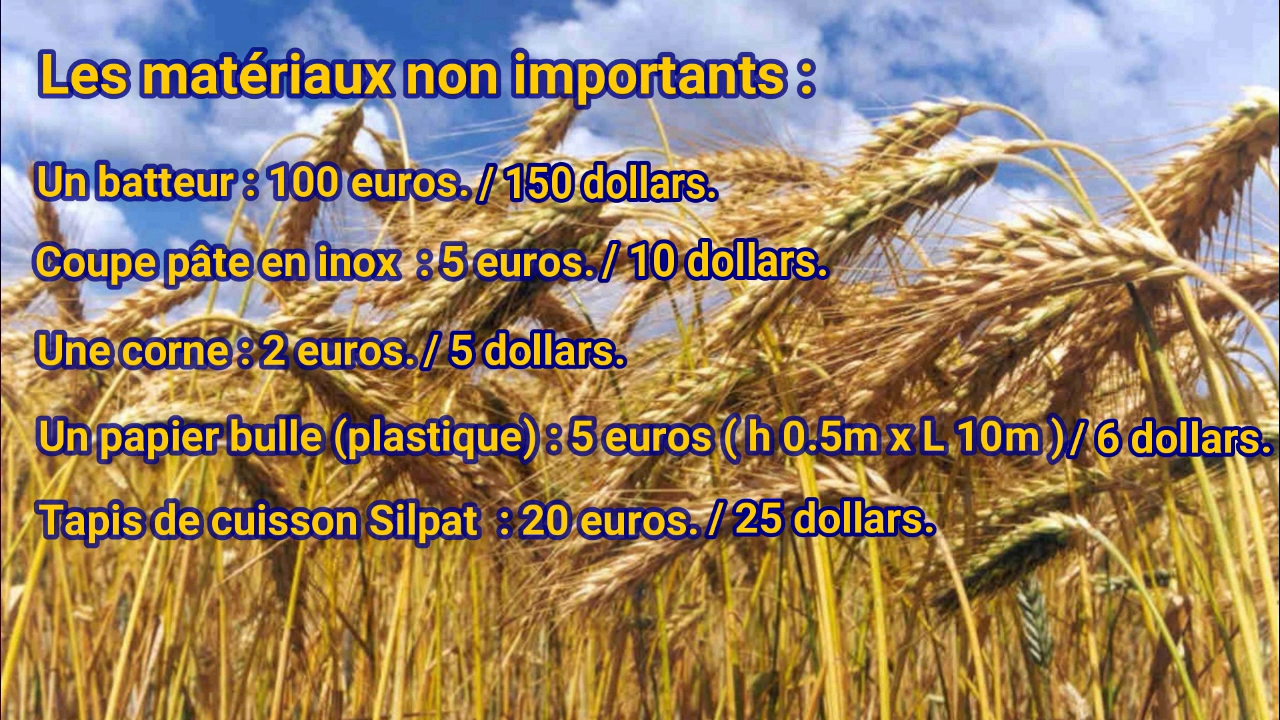 Les matériaux non importants :
Un batteur : 100 euros. / 150 dollars.
Coupe pâte en inox : 5 euros. / 10 dollars.
Une corne : 2 euros. / 5 dollars.
Un papier bulle (plastique) : 5 euros ( h 0.5m x L 10m ) / 6 dollars.
Tapis de cuisson Silpat : 20 euros. / 25 dollars.